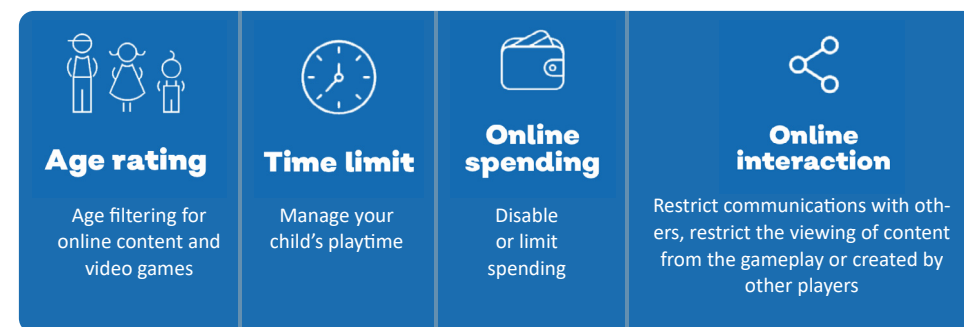 Age rating
Age filtering for
online content and
video games
Time limit
Manage your
child's playtime
Online
spending
Disable
or limit
spending
Online
interaction
Restrict communications with oth-
ers, restrict the viewing of content
from the gameplay or created by
other players